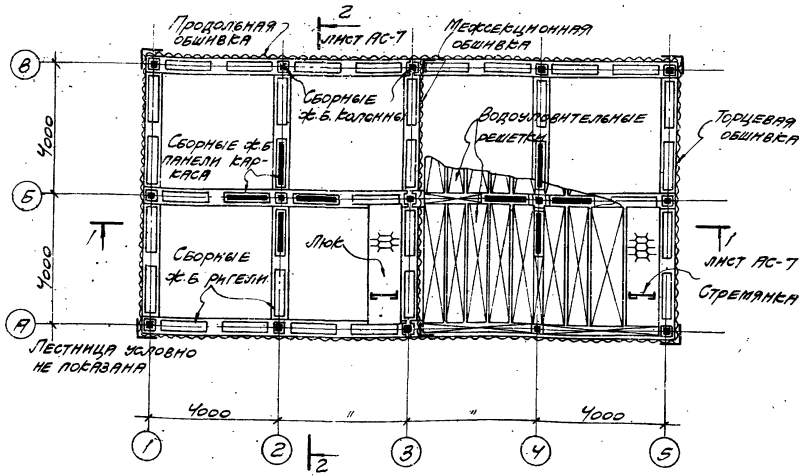 2
Продольная
обшивка
лист АС-7
Межсекционная
обшивка
В
Сборные
ж.б. колонны
Водоуловительные
решетки
Торцевая
обшивка
4000
Сборные ж.б.
панели кар-
каса
Б
1
1
лист АС-7
Люк
Сборные
ж.б. ригели
4000
Стремянка
А
Лестница условно
не показана
4000
"
"
4000
1
2
3
4
5
2